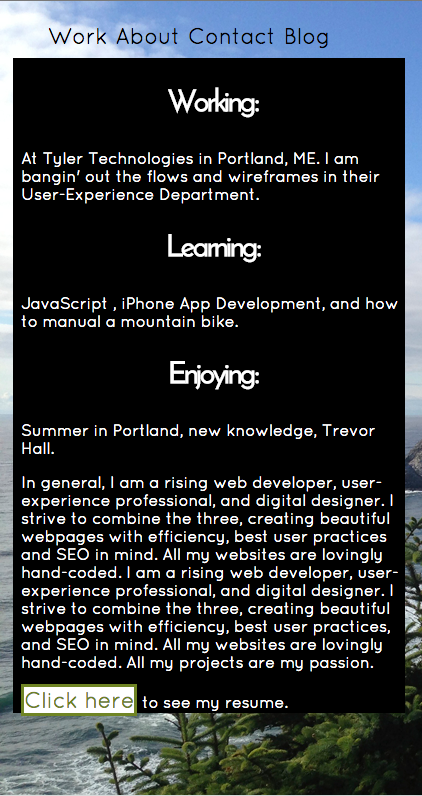 Work About Contact Blog
Working:
At Tyler Technologies in Portland, ME. I am
bangin' out the flows and wireframes in their
User-Experience Department.
Learning:
JavaScript , iPhone App Development, and how
to manual a mountain bike.
Enjoying:
Summer in Portland, new knowledge, Trevor
Hall.
In general, I am a rising web developer, user-
experience professional, and digital designer. I
strive to combine the three, creating beautiful
webpages with efficiency, best user practices
and SEO in mind. All my websites are lovingly
hand-coded. I am a rising web developer, user-
experience professional, and digital designer. I
strive to combine the three, creating beautiful
webpages with efficiency, best user practices,
and SEO in mind. All my websites are lovingly
hand-coded. All my projects are my passion.
Click here to see my resume.